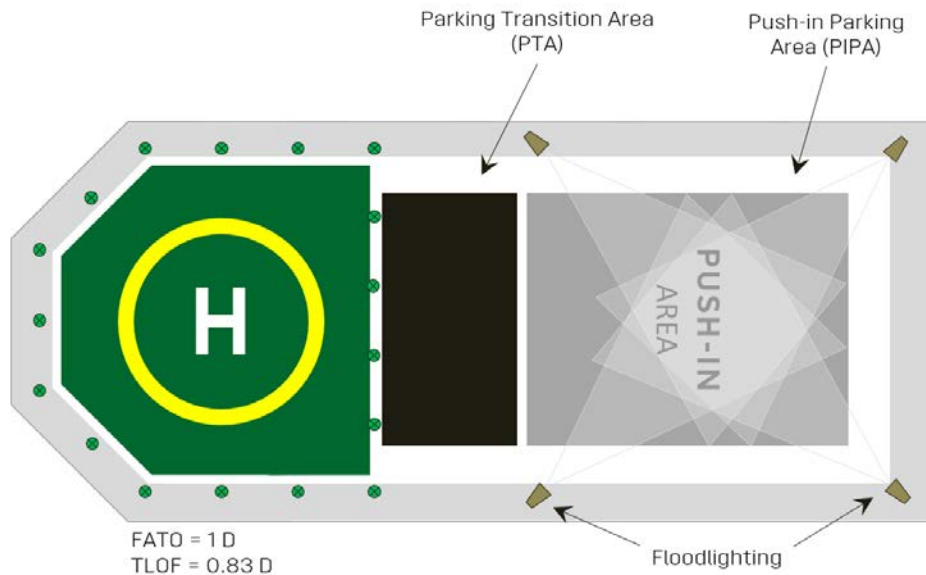 Parking Transition Area
(PTA)
Push-in Parking
Area (PIPA)
H
PUSH-IN
AREA
FATO = 1 D
TLOF = 0.83 D
Floodlighting